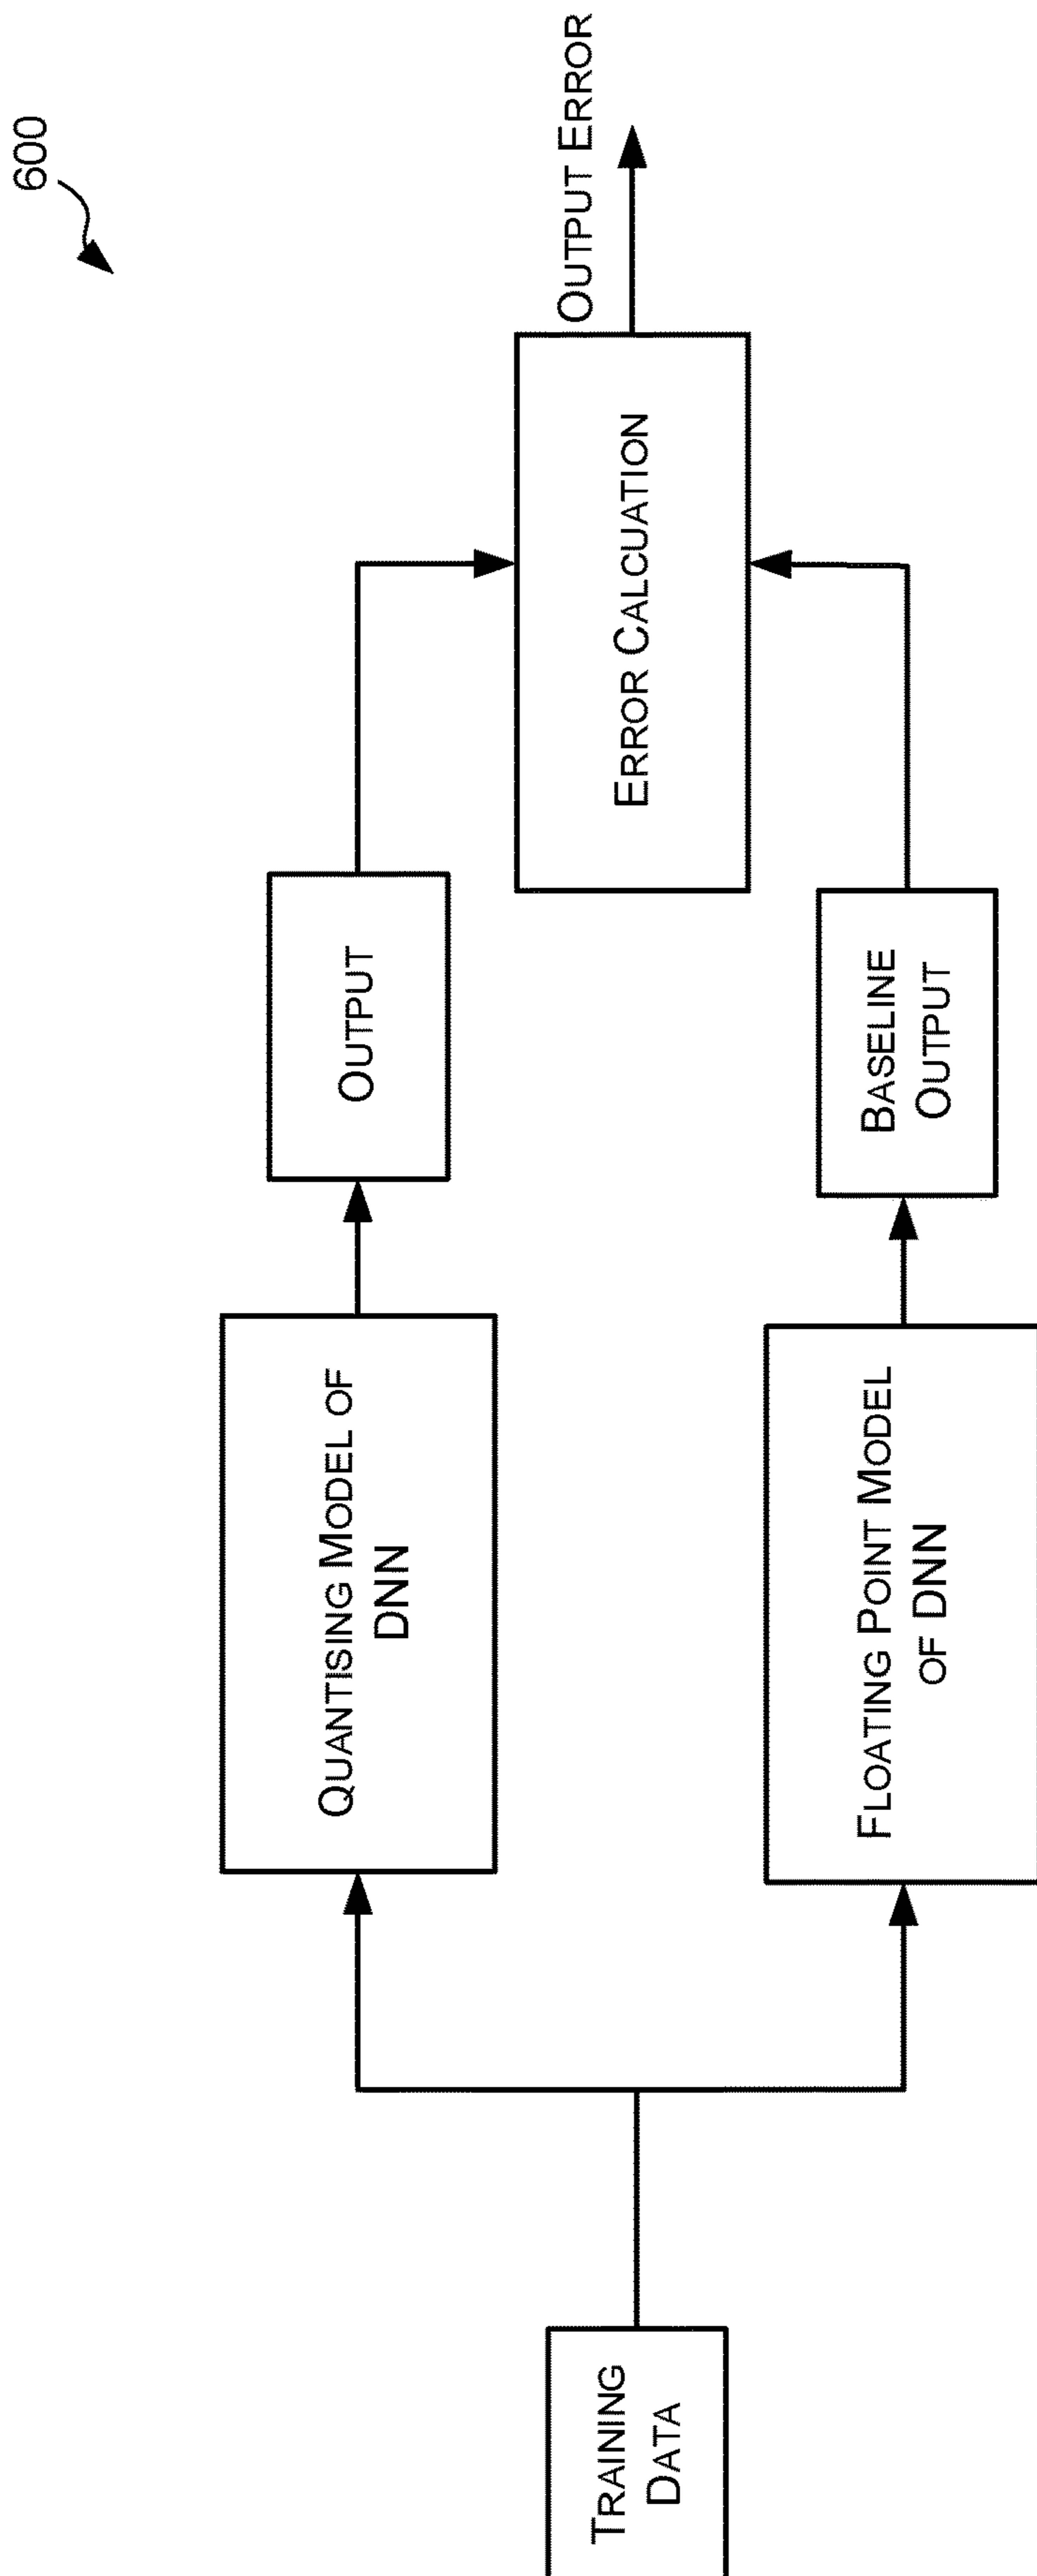 600
Training
Data
Quantising Model of
DNN
Floating Point Model
of DNN
Output
Baseline
Output
Error Calcuation
Output Error